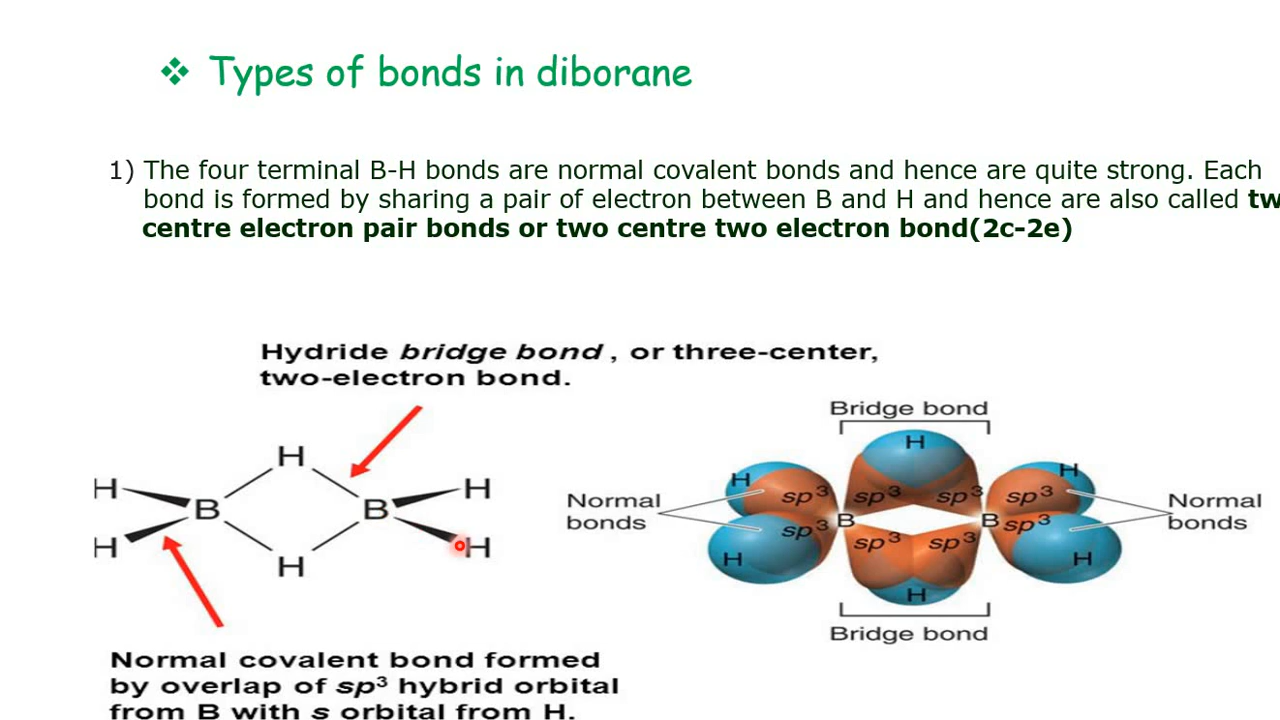 ❖ Types of bonds in diborane
1) The four terminal B-H bonds are normal covalent bonds and hence are quite strong. Each
bond is formed by sharing a pair of electron between B and H and hence are also called tw
centre electron pair bonds or two centre two electron bond(2c-2e)
Hydride bridge bond, or three-center,
two-electron bond.
H
H H
B B
H H
H
Normal covalent bond formed
by overlap of sp³ hybrid orbital
from B with s orbital from H.
Bridge bond
H
H H
sp³ sp³ sp³ sp³
Normal
bonds
Normal
bonds
B B
sp³ sp³
sp³ sp³
H H
H
Bridge bond